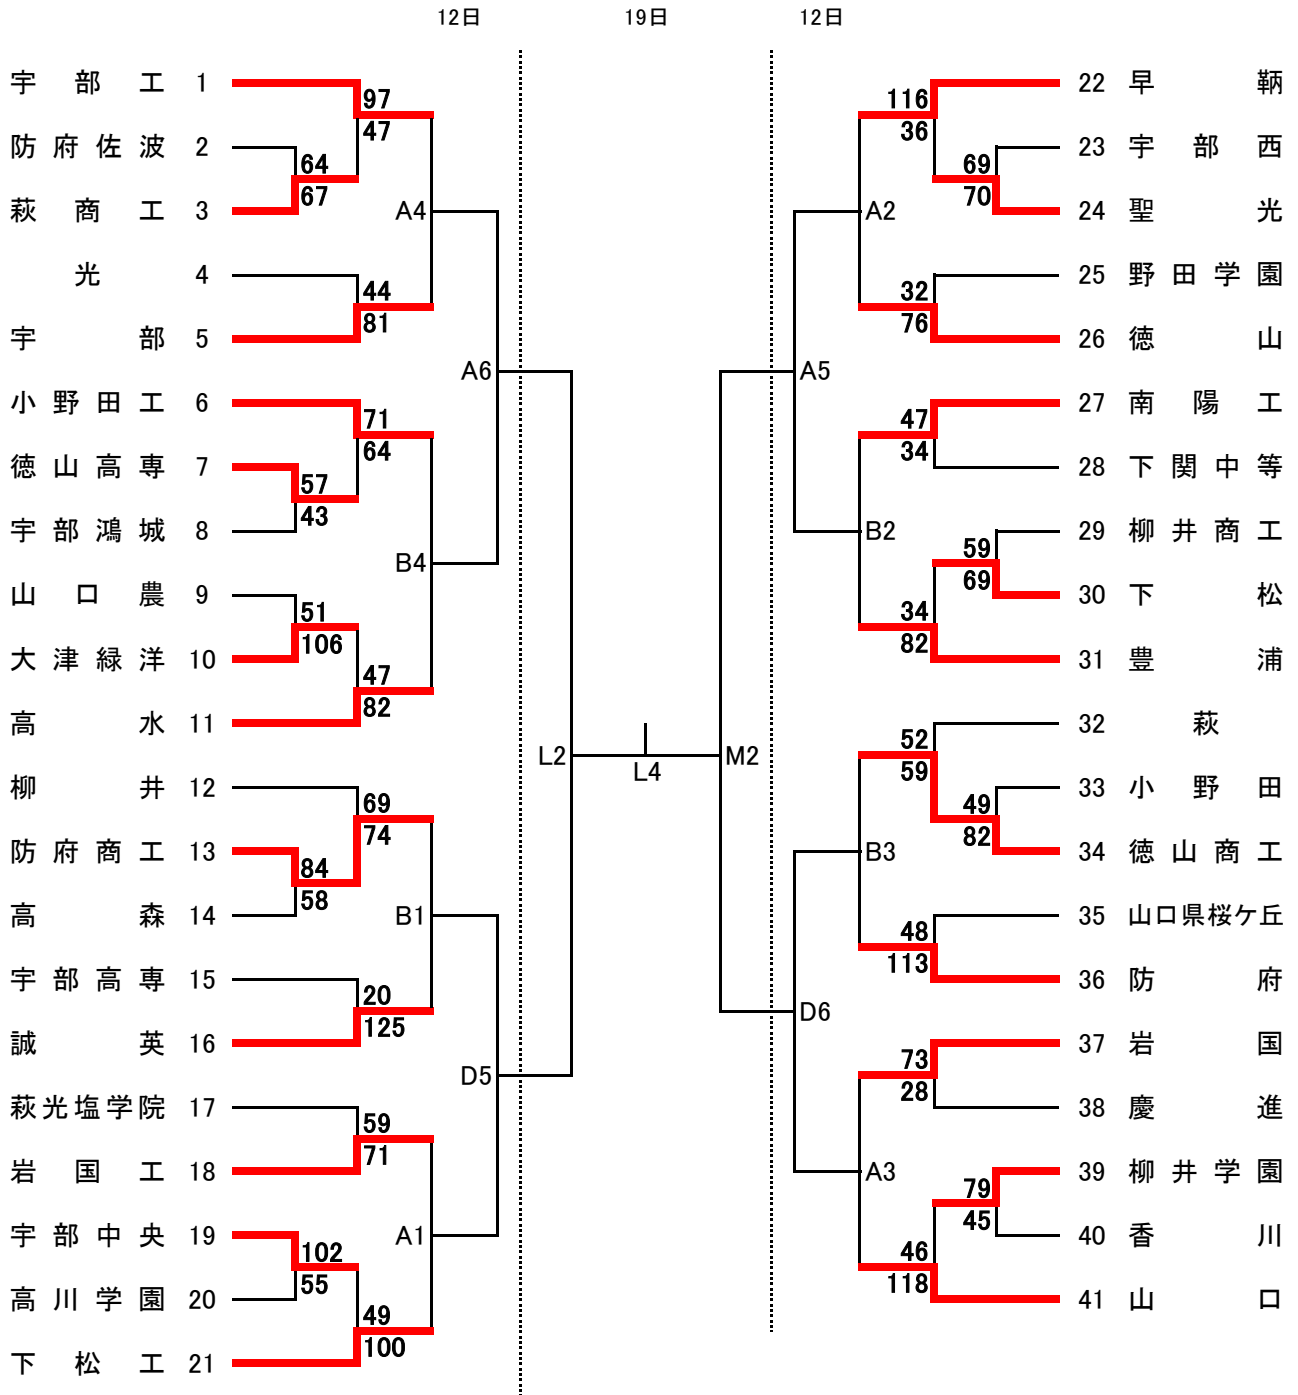 12日 19日 12日
宇部工 1
防府佐波 2
萩商工 3
光 4
宇部 5
小野田工 6
徳山高専 7
宇部鴻城 8
山口農 9
大津緑洋 10
高水 11
柳井 12
防府商工 13
高森 14
宇部高専 15
誠英 16
萩光塩学院 17
岩国工 18
宇部中央 19
高川学園 20
下松工 21
97
47
64
67
A4
44
81
A6
71
64
57
43
B4
51
106
47
82
L2
69
74
84
58
B1
20
125
D5
59
71
A1
102
55
49
100
L4
M2
116
36
69
70
A2
32
76
A5
47
34
B2
59
69
34
82
52
59
49
82
B3
48
113
D6
73
28
A3
79
45
46
118
22 早鞆
23 宇部西
24 聖光
25 野田学園
26 徳山
27 南陽工
28 下関中等
29 柳井商工
30 下松
31 豊浦
32 萩
33 小野田
34 徳山商工
35 山口県桜ケ丘
36 防府
37 岩国
38 慶進
39 柳井学園
40 香川
41 山口